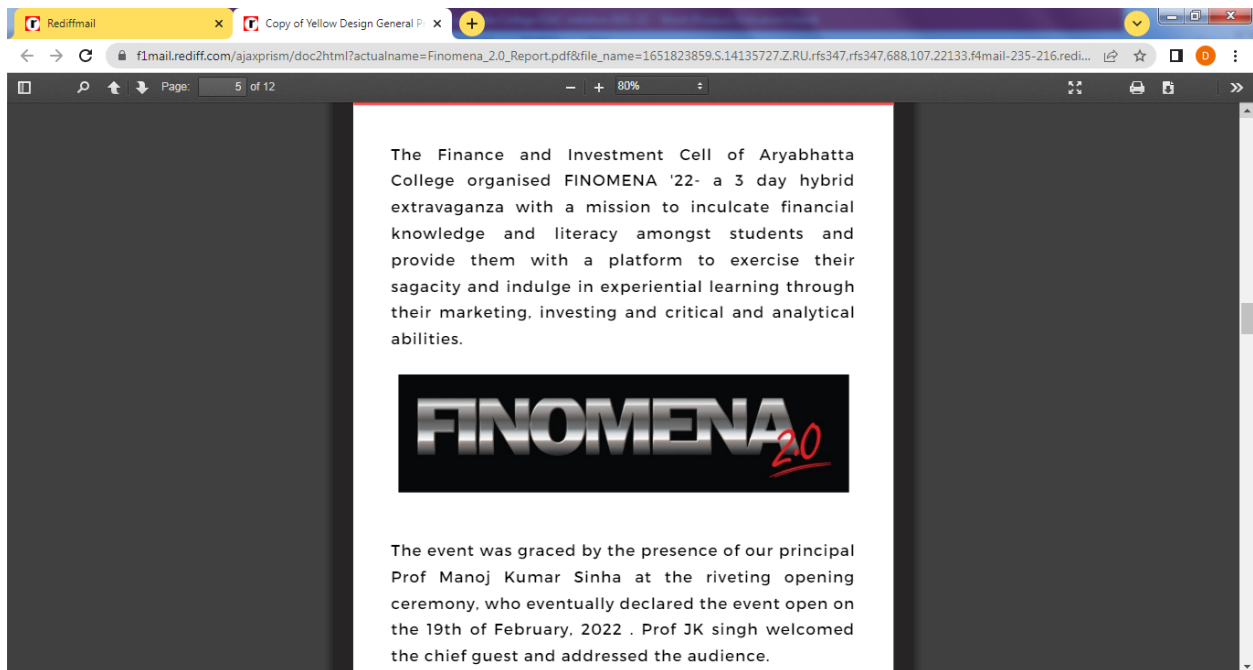 Rediffmail
Copy of Yellow Design General Pr
f1mail.rediff.com/ajaxprism/doc2html?actualname=Finomena_2.0_Report.pdf&file_name=1651823859.S.14135727.Z.RU.rfs347,rfs347,688,107.22133.f4mail-235-216.redi...
D
Page: 5 of 12
80%
The Finance and Investment Cell of Aryabhatta
College organised FINOMENA '22- a 3 day hybrid
extravaganza with a mission to inculcate financial
knowledge and literacy amongst students and
provide them with a platform to exercise their
sagacity and indulge in experiential learning through
their marketing, investing and critical and analytical
abilities.
FINOMENA 2.0
The event was graced by the presence of our principal
Prof Manoj Kumar Sinha at the riveting opening
ceremony, who eventually declared the event open on
the 19th of February, 2022 . Prof JK singh welcomed
the chief guest and addressed the audience.